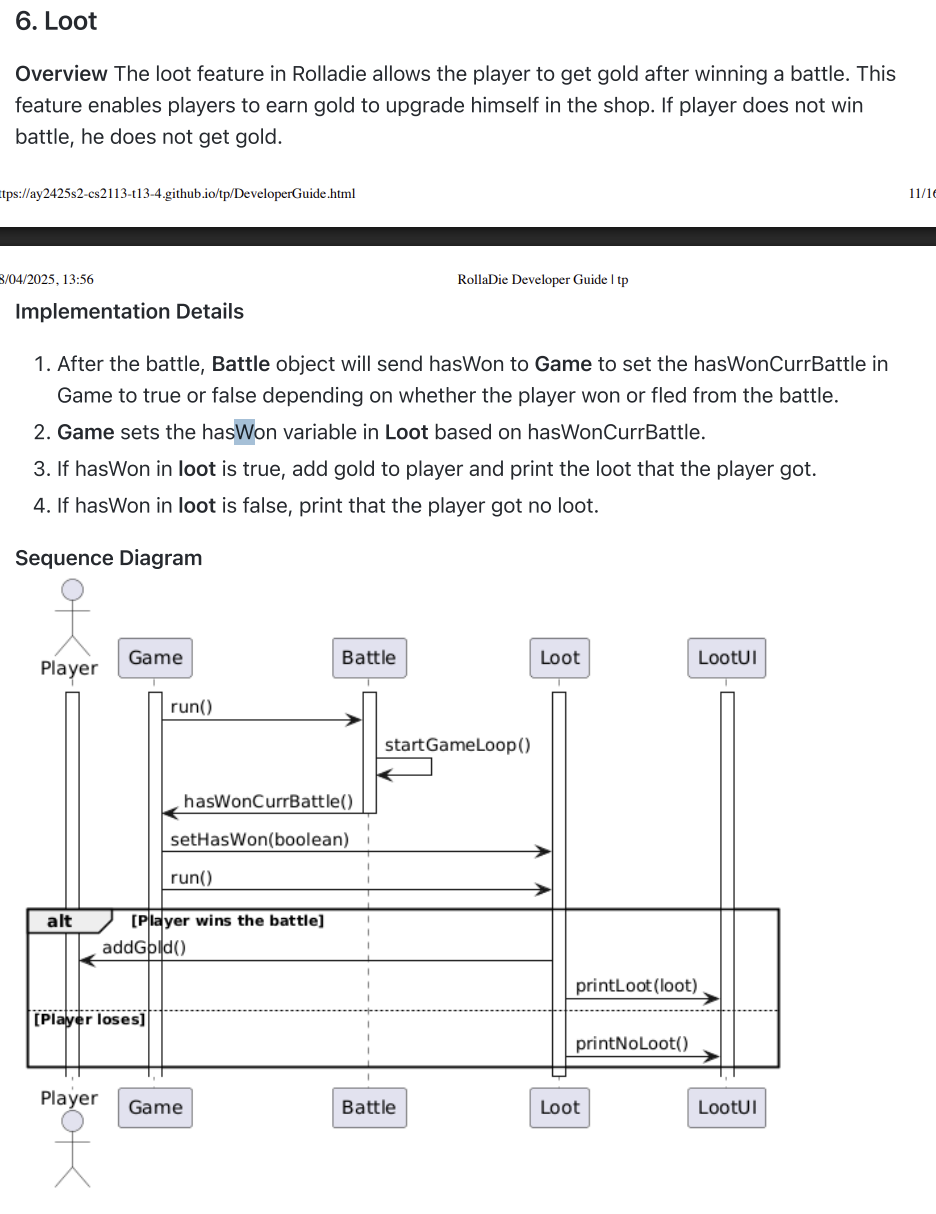 6. Loot
Overview The loot feature in Rolladie allows the player to get gold after winning a battle. This
feature enables players to earn gold to upgrade himself in the shop. If player does not win
battle, he does not get gold.
ttps://ay2425s2-cs2113-t13-4.github.io/tp/DeveloperGuide.html 11/16
8/04/2025, 13:56 RollaDie Developer Guide | tp
Implementation Details
1. After the battle, Battle object will send hasWon to Game to set the hasWonCurrBattle in
Game to true or false depending on whether the player won or fled from the battle.
2. Game sets the hasWon variable in Loot based on hasWonCurrBattle.
3. If hasWon in loot is true, add gold to player and print the loot that the player got.
4. If hasWon in loot is false, print that the player got no loot.
Sequence Diagram
Player Game Battle Loot LootUI
run()
startGameLoop()
hasWonCurrBattle()
setHasWon(boolean)
run()
alt [Player wins the battle]
addGold()
printLoot(loot)
[Player loses]
printNoLoot()
Player Game Battle Loot LootUI